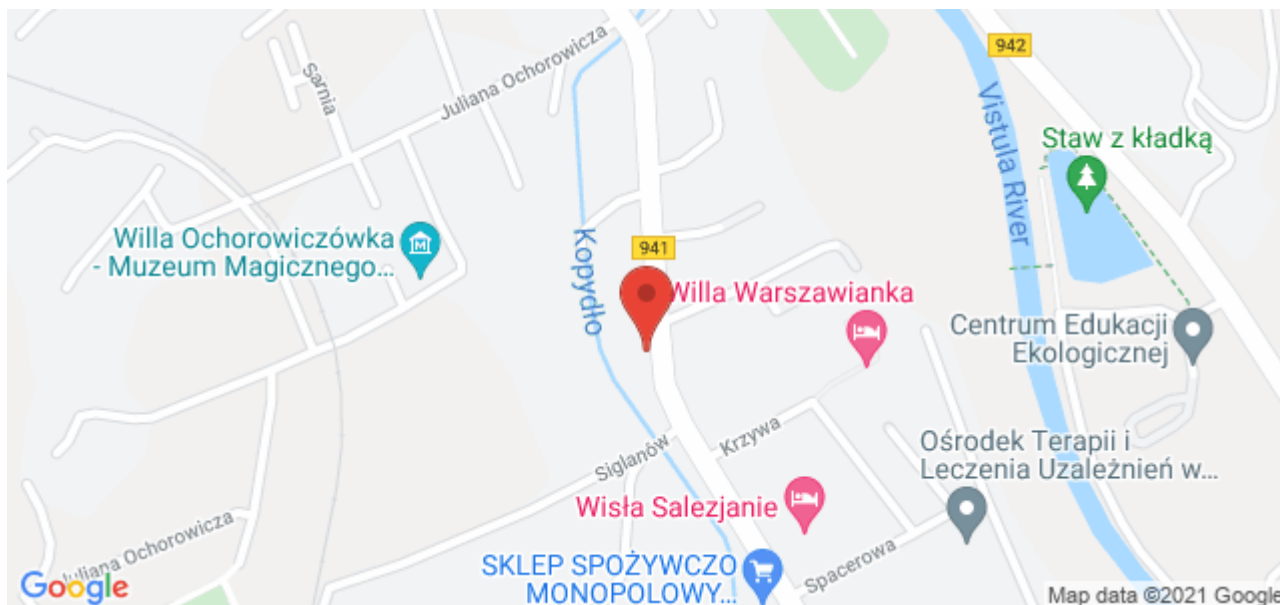 942
Juliana Ochorowicza
Sarnia
Vistula River
Staw z kładką
Willa Ochorowiczówka
- Muzeum Magicznego...
Kopydło
941
Willa Warszawianka
Centrum Edukacji
Ekologicznej
Krzywa
Siglanów
Ośrodek Terapii i
Leczenia Uzależnień w...
Wisła Salezjanie
Juliana Ochorowicza
SKLEP SPOŻYWCZO
MONOPOLOWY...
Spacerowa
Google
Map data ©2021 Google